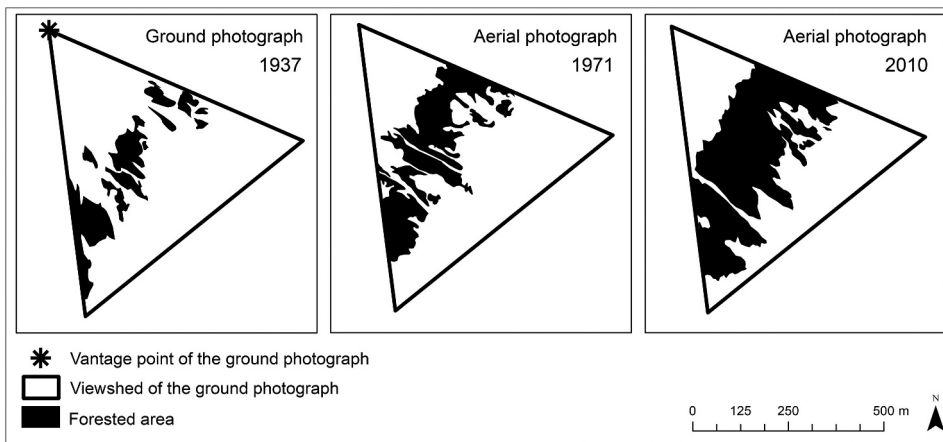 Ground photograph
1937
Aerial photograph
1971
Aerial photograph
2010
Vantage point of the ground photograph
Viewshed of the ground photograph
Forested area
0 125 250 500 m
N